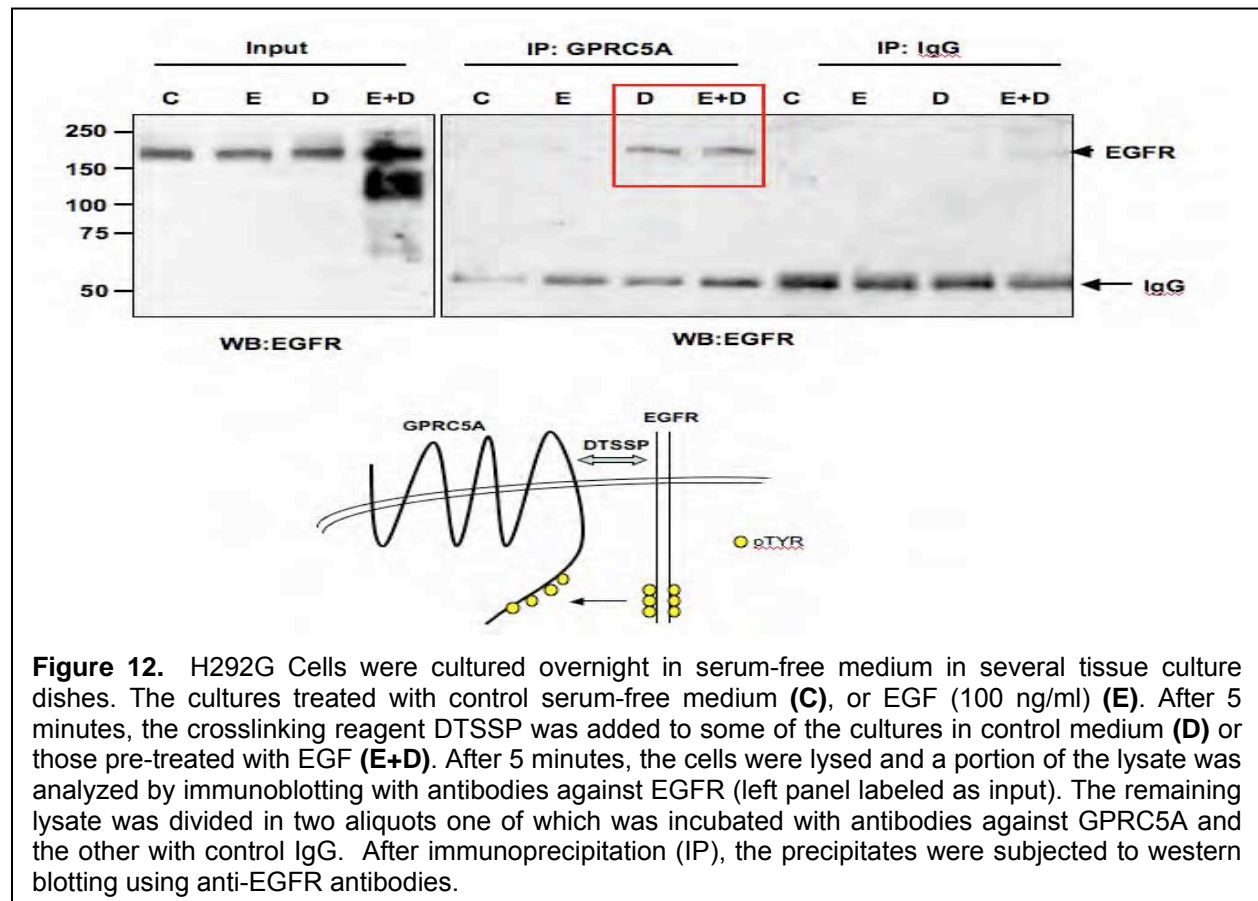 Input IP: GPRC5A IP: IgG
C E D E+D C E D E+D C E D E+D
250
150
100
75
50
EGFR
IgG
WB:EGFR WB:EGFR
GPRC5A EGFR
DTSSP
pTYR
Figure 12. H292G Cells were cultured overnight in serum-free medium in several tissue culture
dishes. The cultures treated with control serum-free medium (C), or EGF (100 ng/ml) (E). After 5
minutes, the crosslinking reagent DTSSP was added to some of the cultures in control medium (D) or
those pre-treated with EGF (E+D). After 5 minutes, the cells were lysed and a portion of the lysate was
analyzed by immunoblotting with antibodies against EGFR (left panel labeled as input). The remaining
lysate was divided in two aliquots one of which was incubated with antibodies against GPRC5A and
the other with control IgG. After immunoprecipitation (IP), the precipitates were subjected to western
blotting using anti-EGFR antibodies.